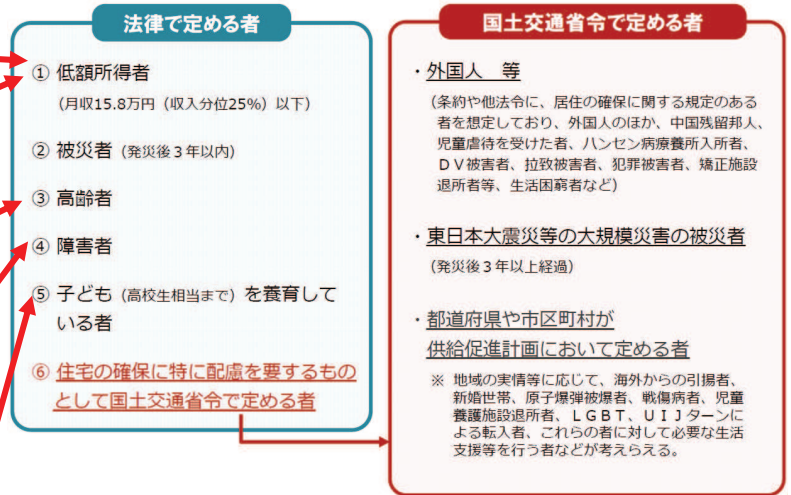 法律で定める者
① 低額所得者
（月収15.8万円（収入分位25%）以下）
② 被災者（発災後３年以内）
③ 高齢者
④ 障害者
⑤ 子ども（高校生相当まで）を養育して
いる者
⑥ 住宅の確保に特に配慮を要するもの
として国土交通省令で定める者
国土交通省令で定める者
・外国人　等
（条約や他法令に、居住の確保に関する規定のある
者を想定しており、外国人のほか、中国残留邦人、
児童虐待を受けた者、ハンセン病療養所入所者、
ＤＶ被害者、拉致被害者、犯罪被害者、矯正施設
退所者等、生活困窮者など）
・東日本大震災等の大規模災害の被災者
（発災後３年以上経過）
・都道府県や市区町村が
供給促進計画において定める者
※ 地域の実情等に応じて、海外からの引揚者、
新婚世帯、原子爆弾被爆者、戦傷病者、児童
養護施設退所者、ＬＧＢＴ、ＵＩＪターンに
よる転入者、これらの者に対して必要な生活
支援等を行う者などが考えらえる。